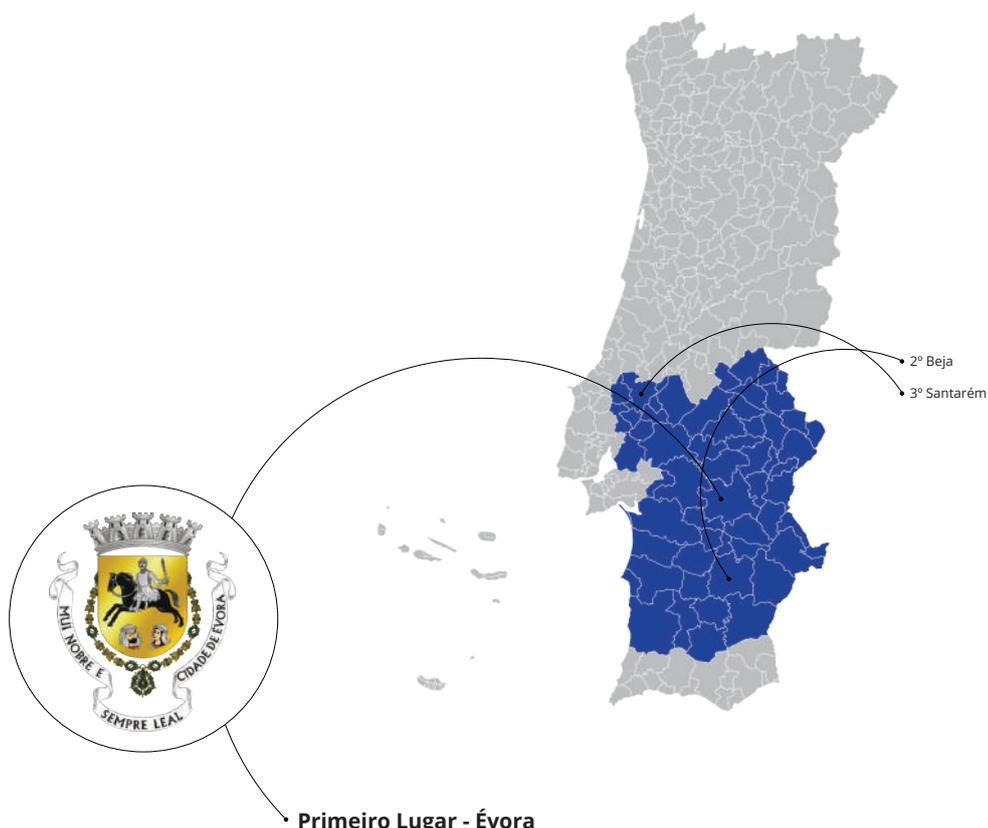 2º Beja
3º Santarém
MUI NOBRE E
SEMPRE LEAL
CIDADE DE ÉVORA
Primeiro Lugar - Évora